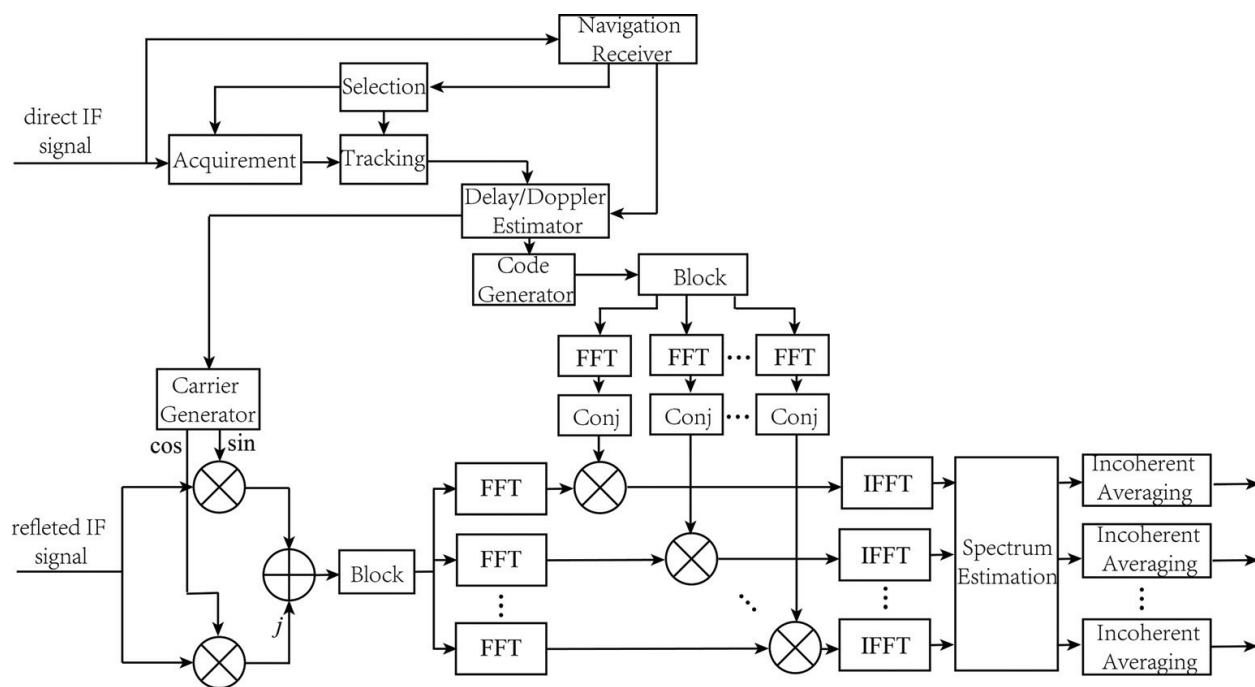 Navigation
Receiver
Selection
direct IF
signal
Acquirement
Tracking
Delay/Doppler
Estimator
Code
Generator
Block
FFT
FFT
...
FFT
Carrier
Generator
Conj
Conj
...
Conj
cos
sin
refleted IF
signal
j
Block
FFT
IFFT
Incoherent
Averaging
FFT
IFFT
Spectrum
Estimation
Incoherent
Averaging
FFT
IFFT
Incoherent
Averaging